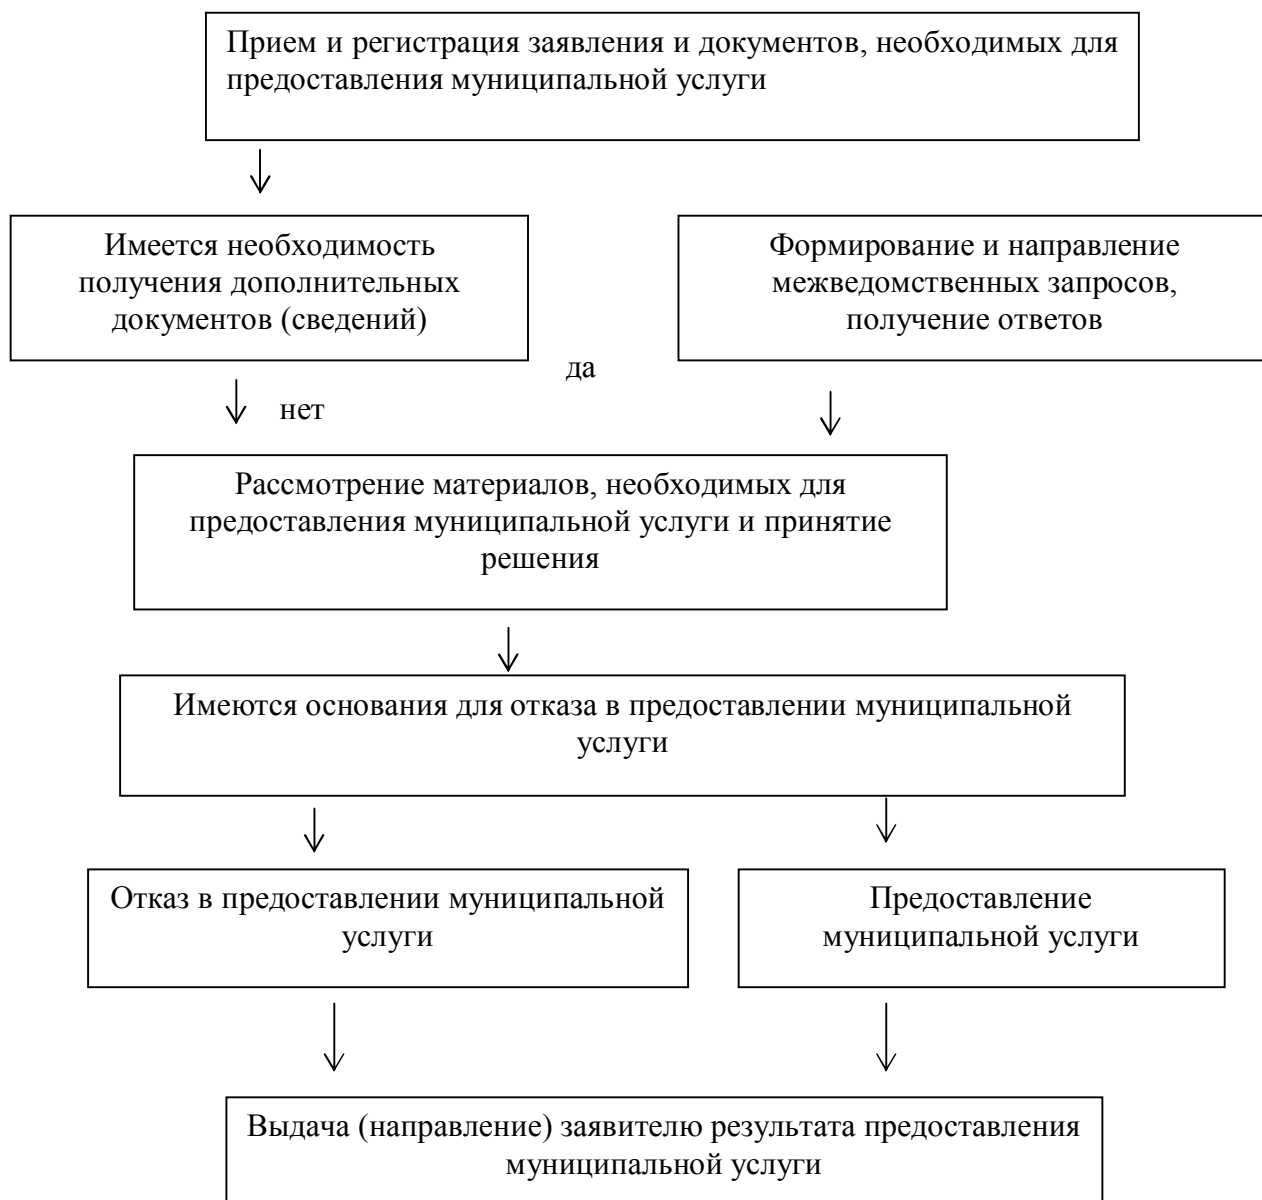 Прием и регистрация заявления и документов, необходимых для
предоставления муниципальной услуги
Имеется необходимость
получения дополнительных
документов (сведений)
Формирование и направление
межведомственных запросов,
получение ответов
да
нет
Рассмотрение материалов, необходимых для
предоставления муниципальной услуги и принятие
решения
Имеются основания для отказа в предоставлении муниципальной
услуги
Отказ в предоставлении муниципальной
услуги
Предоставление
муниципальной услуги
Выдача (направление) заявителю результата предоставления
муниципальной услуги